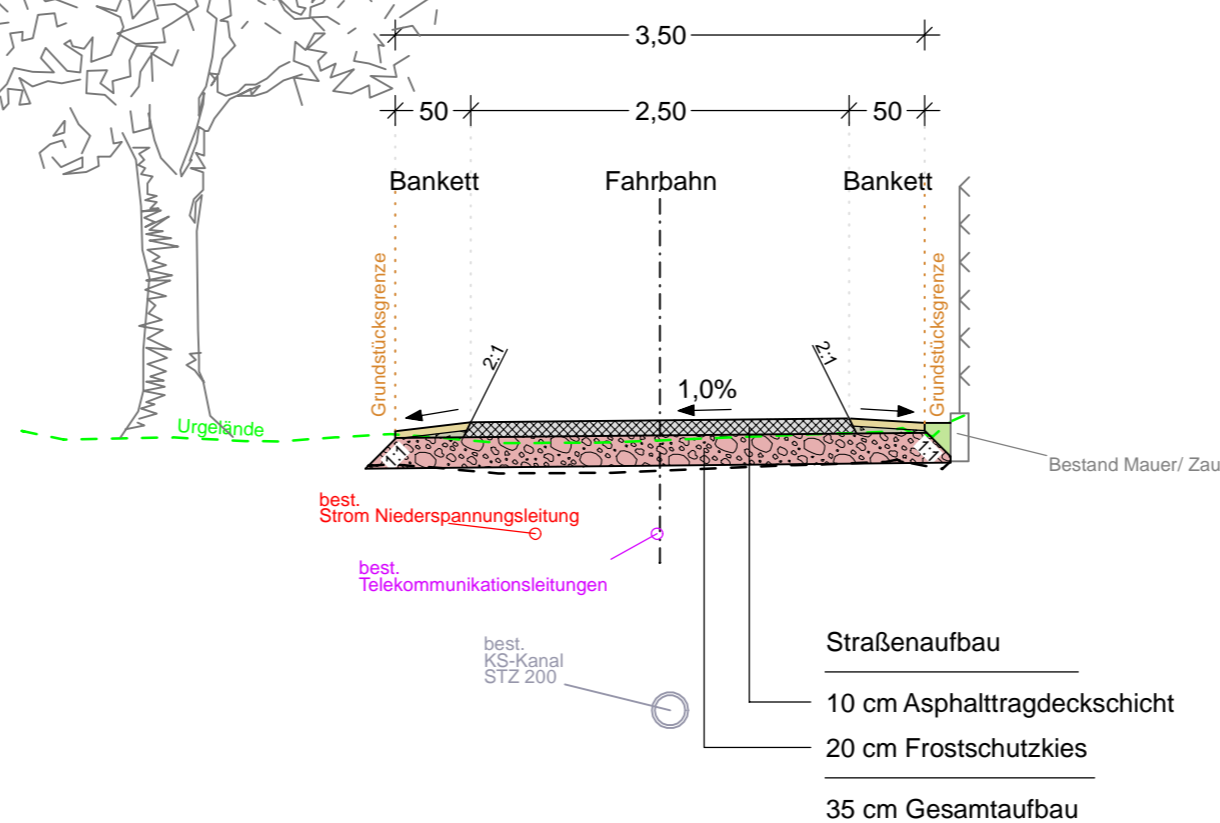 3,50
50
2,50
50
Bankett
Fahrbahn
Bankett
Grundstücksgrenze
Grundstücksgrenze
2:1
2:1
1,0%
Urgelände
1:1
1:1
Bestand Mauer/ Zau
best.
Strom Niederspannungsleitung
best.
Telekommunikationsleitungen
best.
KS-Kanal
STZ 200
Straßenaufbau
10 cm Asphalttragdeckschicht
20 cm Frostschutzkies
35 cm Gesamtaufbau